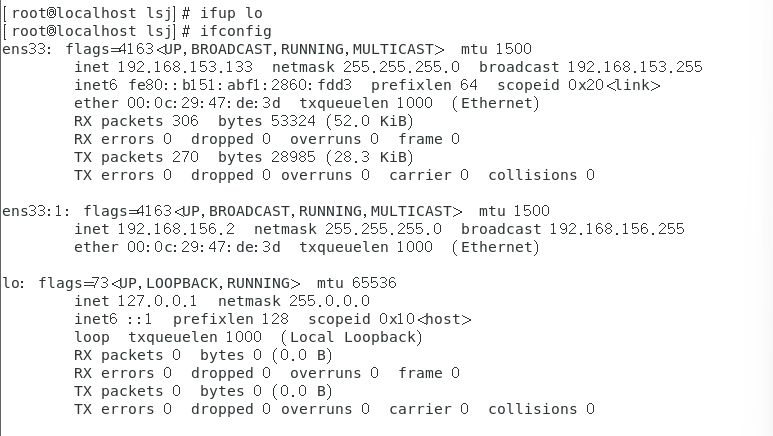 [root@localhost lsj]# ifup lo
[root@localhost lsj]# ifconfig
ens33: flags=4163<UP,BROADCAST,RUNNING,MULTICAST>  mtu 1500
        inet 192.168.153.133  netmask 255.255.255.0  broadcast 192.168.153.255
        inet6 fe80::b151:abf1:2860:fdd3  prefixlen 64  scopeid 0x20<link>
        ether 00:0c:29:47:de:3d  txqueuelen 1000  (Ethernet)
        RX packets 306  bytes 53324 (52.0 KiB)
        RX errors 0  dropped 0  overruns 0  frame 0
        TX packets 270  bytes 28985 (28.3 KiB)
        TX errors 0  dropped 0 overruns 0  carrier 0  collisions 0
ens33:1: flags=4163<UP,BROADCAST,RUNNING,MULTICAST>  mtu 1500
        inet 192.168.156.2  netmask 255.255.255.0  broadcast 192.168.156.255
        ether 00:0c:29:47:de:3d  txqueuelen 1000  (Ethernet)
lo: flags=73<UP,LOOPBACK,RUNNING>  mtu 65536
        inet 127.0.0.1  netmask 255.0.0.0
        inet6 ::1  prefixlen 128  scopeid 0x10<host>
        loop  txqueuelen 1000  (Local Loopback)
        RX packets 0  bytes 0 (0.0 B)
        RX errors 0  dropped 0  overruns 0  frame 0
        TX packets 0  bytes 0 (0.0 B)
        TX errors 0  dropped 0 overruns 0  carrier 0  collisions 0